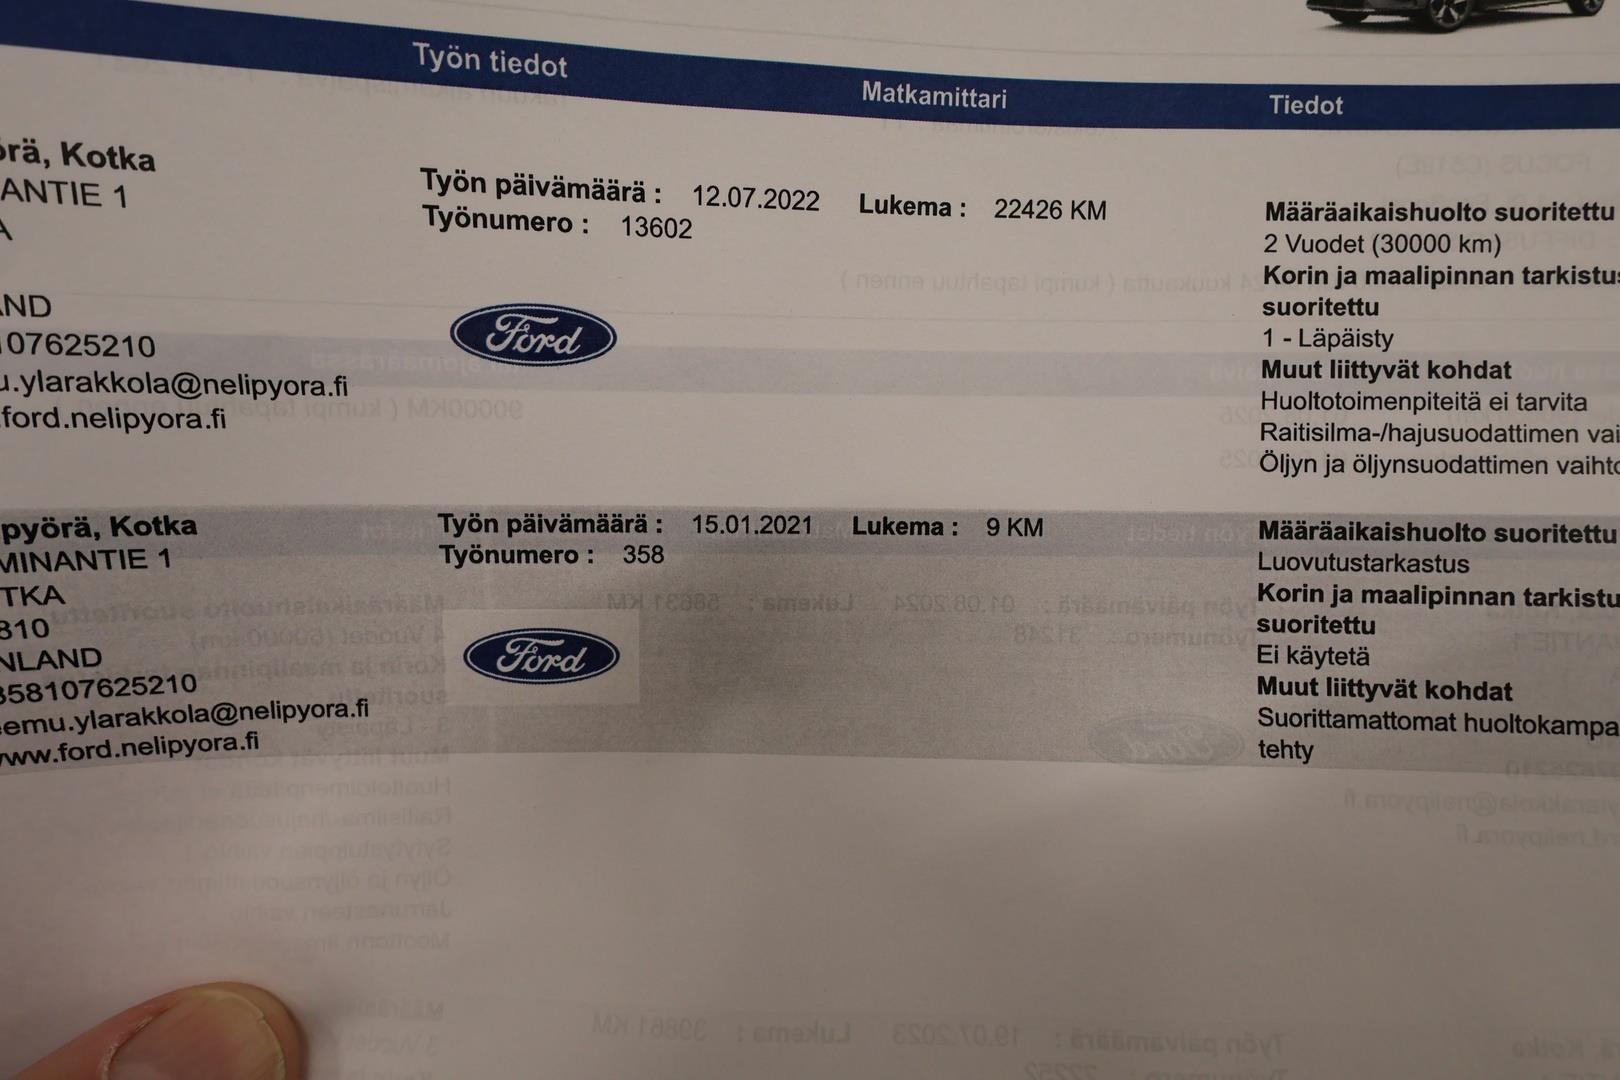 Työn tiedot
Matkamittari
Tiedot
örä, Kotka
ANTIE 1
A
AND
107625210
u.ylarakkola@nelipyora.fi
ford.nelipyora.fi
Työn päivämäärä : 12.07.2022
Työnumero : 13602
Ford
Lukema : 22426 KM
Määräaikaishuolto suoritettu
2 Vuodet (30000 km)
Korin ja maalipinnan tarkistus
suoritettu
1 - Läpäisty
Muut liittyvät kohdat
Huoltotoimenpiteitä ei tarvita
Raitisilma-/hajusuodattimen vai
Öljyn ja öljynsuodattimen vaihto
pyörä, Kotka
MINANTIE 1
TKA
810
NLAND
358107625210
emu.ylarakkola@nelipyora.fi
www.ford.nelipyora.fi
Työn päivämäärä : 15.01.2021
Työnumero : 358
Ford
Lukema : 9 KM
Määräaikaishuolto suoritettu
Luovutustarkastus
Korin ja maalipinnan tarkistu
suoritettu
Ei käytetä
Muut liittyvät kohdat
Suorittamattomat huoltokampa
tehty